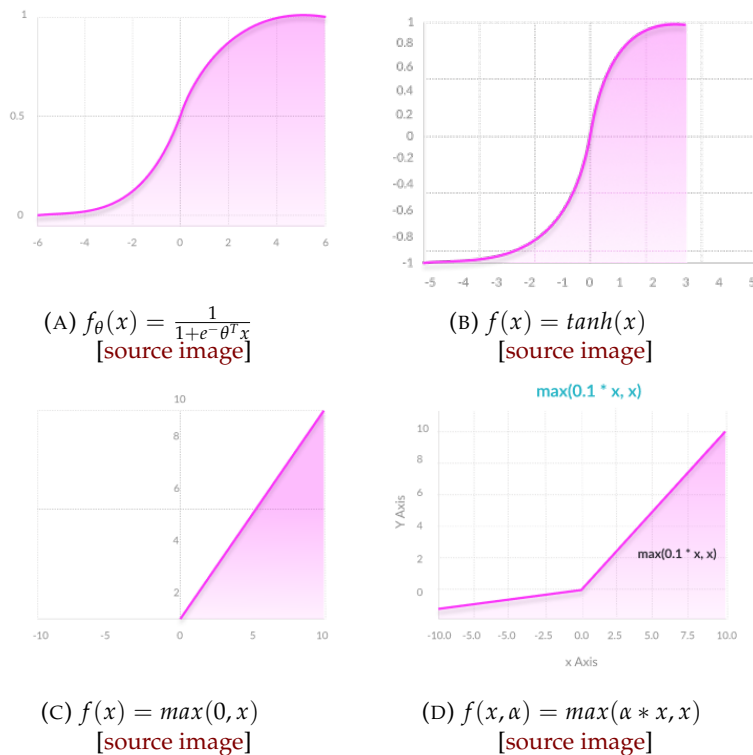 1
0.5
0
-6 -4 -2 0 2 4 6
(A) f_θ(x) = 1 / (1+e^-θ^T x)
[source image]
1
0.8
0.6
0.4
0.2
0
-0.2
-0.4
-0.6
-0.8
-1
-5 -4 -3 -2 -1 0 1 2 3 4 5
(B) f(x) = tanh(x)
[source image]
10
8
6
4
2
-10 -5 0 5 10
(C) f(x) = max(0, x)
[source image]
max(0.1 * x, x)
10
8
6
4
2
0
Y Axis
max(0.1 * x, x)
-10.0 -5.0 -5.0 -2.5 0.0 2.5 5.0 7.5 10.0
x Axis
(D) f(x, α) = max(α * x, x)
[source image]